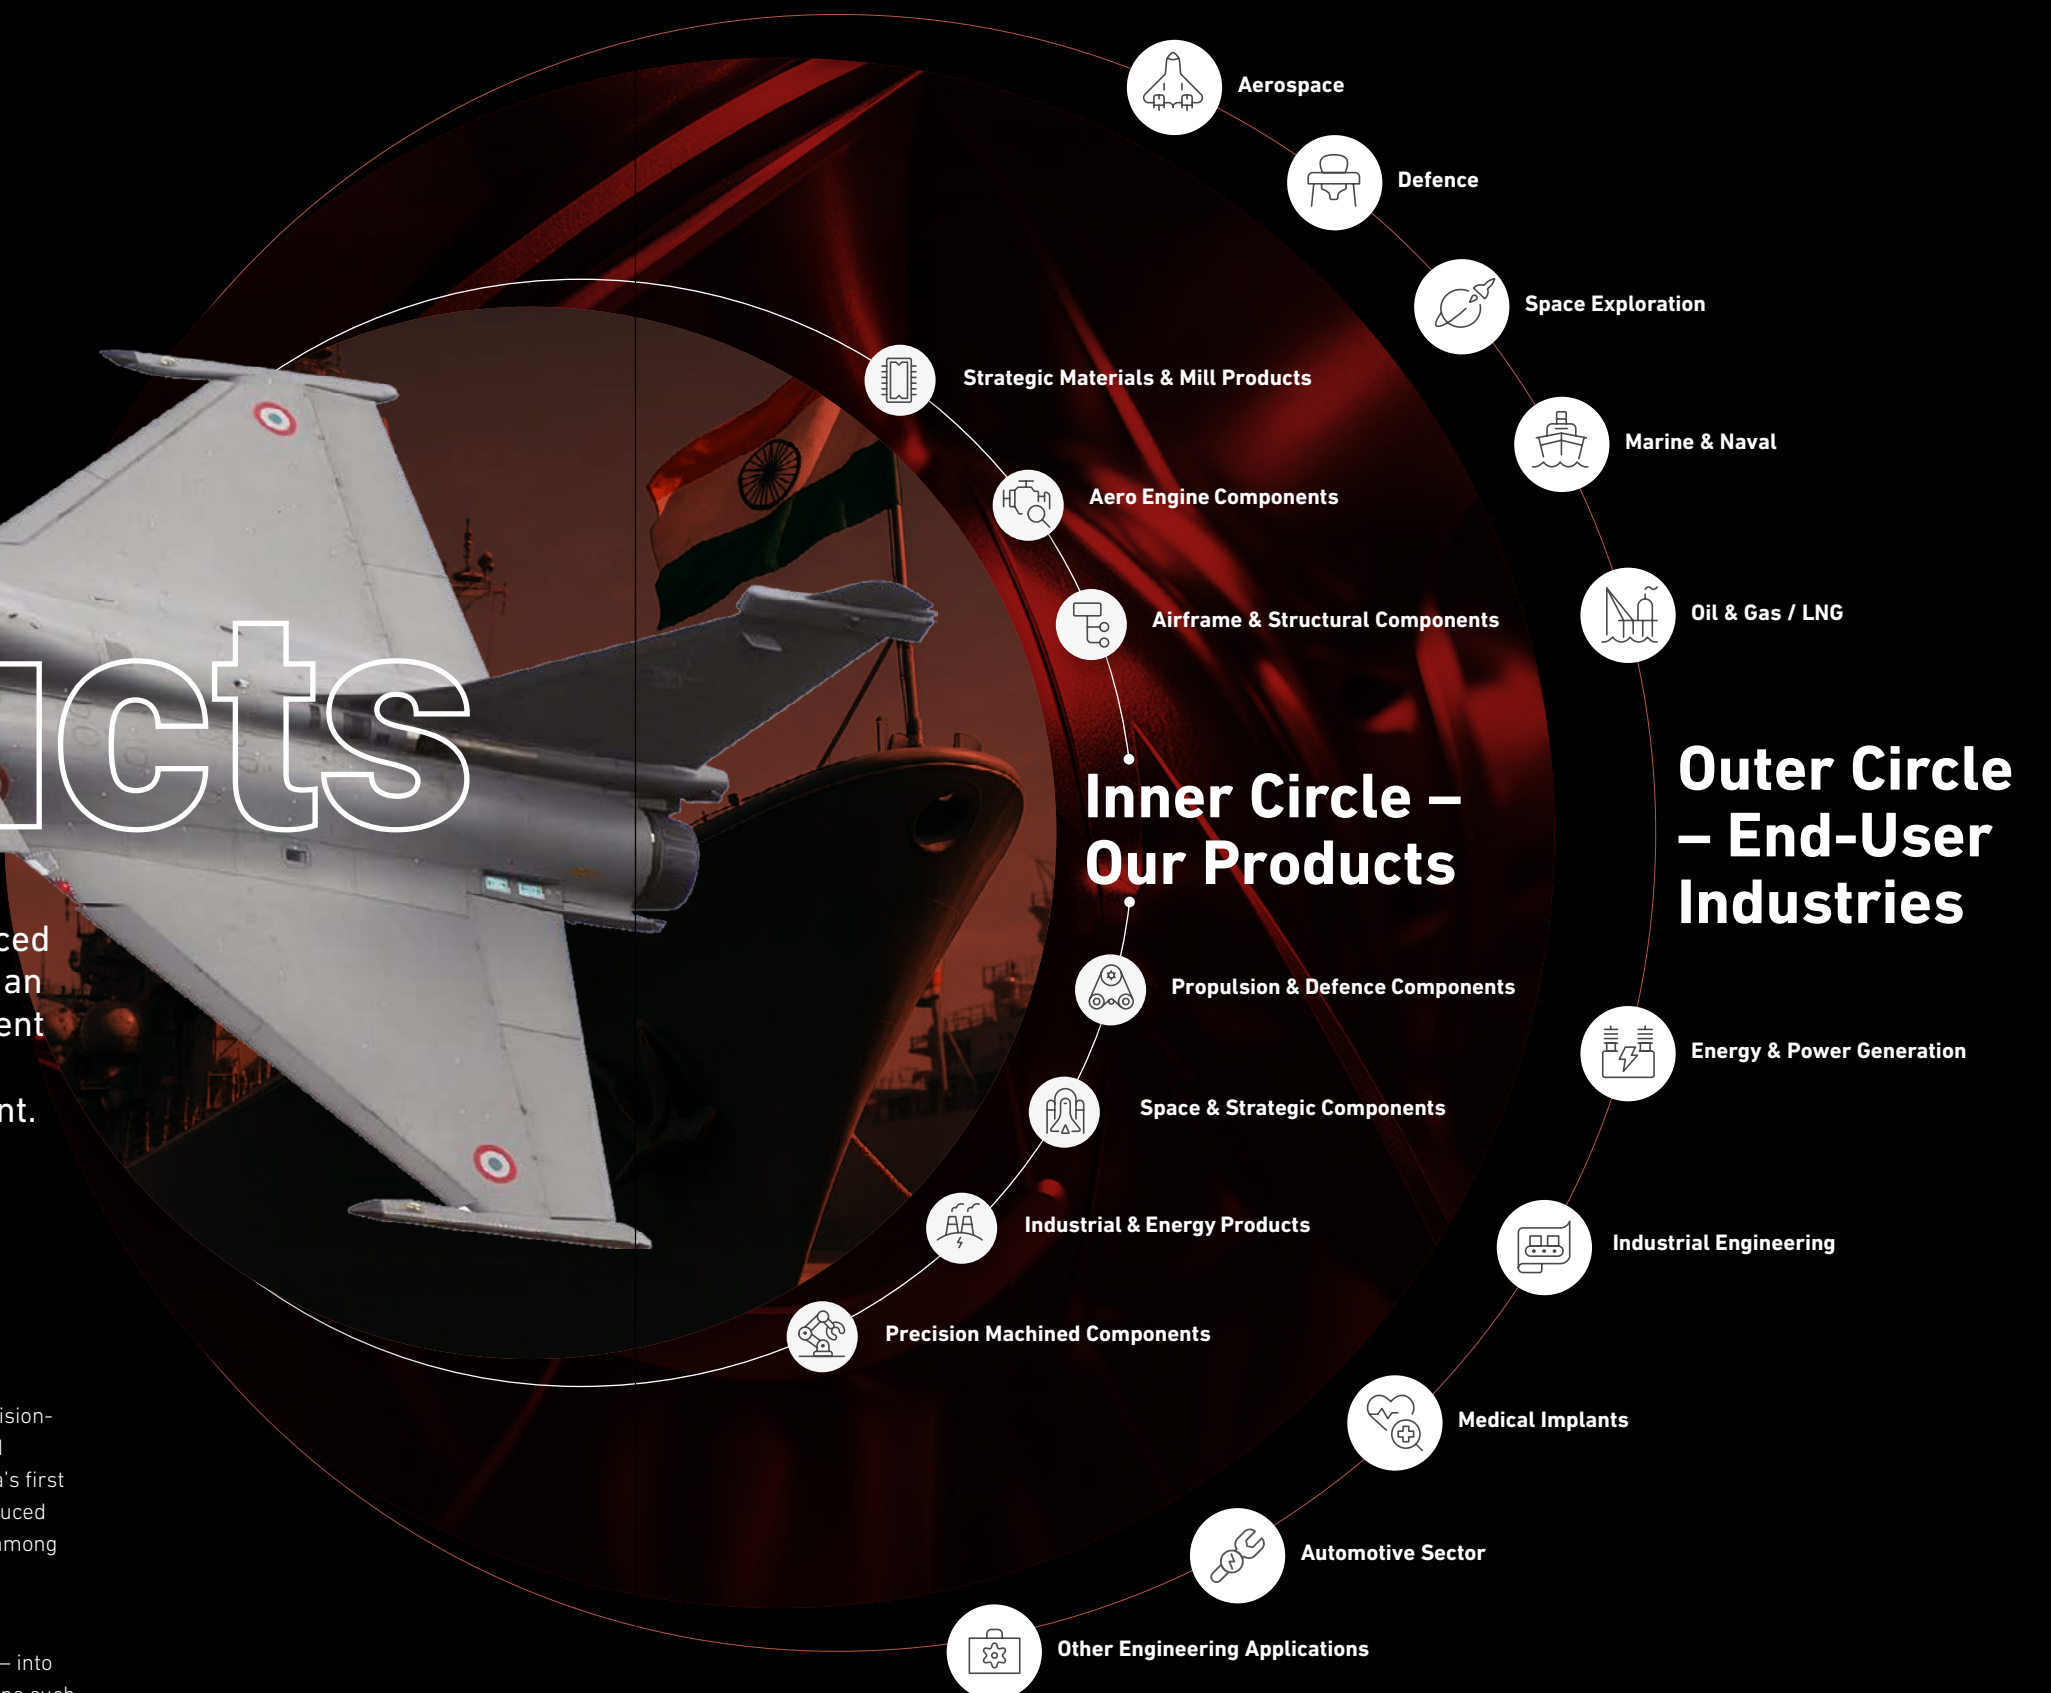 Aerospace
Defence
Space Exploration
Strategic Materials & Mill Products
Marine & Naval
Aero Engine Components
Oil & Gas / LNG
Airframe & Structural Components
ucts
Inner Circle –
Our Products
Outer Circle
– End-User
Industries
ced
an
ent
nt.
Propulsion & Defence Components
Energy & Power Generation
Space & Strategic Components
Industrial & Energy Products
Industrial Engineering
Precision Machined Components
ision-
a's first
uced
among
Medical Implants
Automotive Sector
Other Engineering Applications
– into